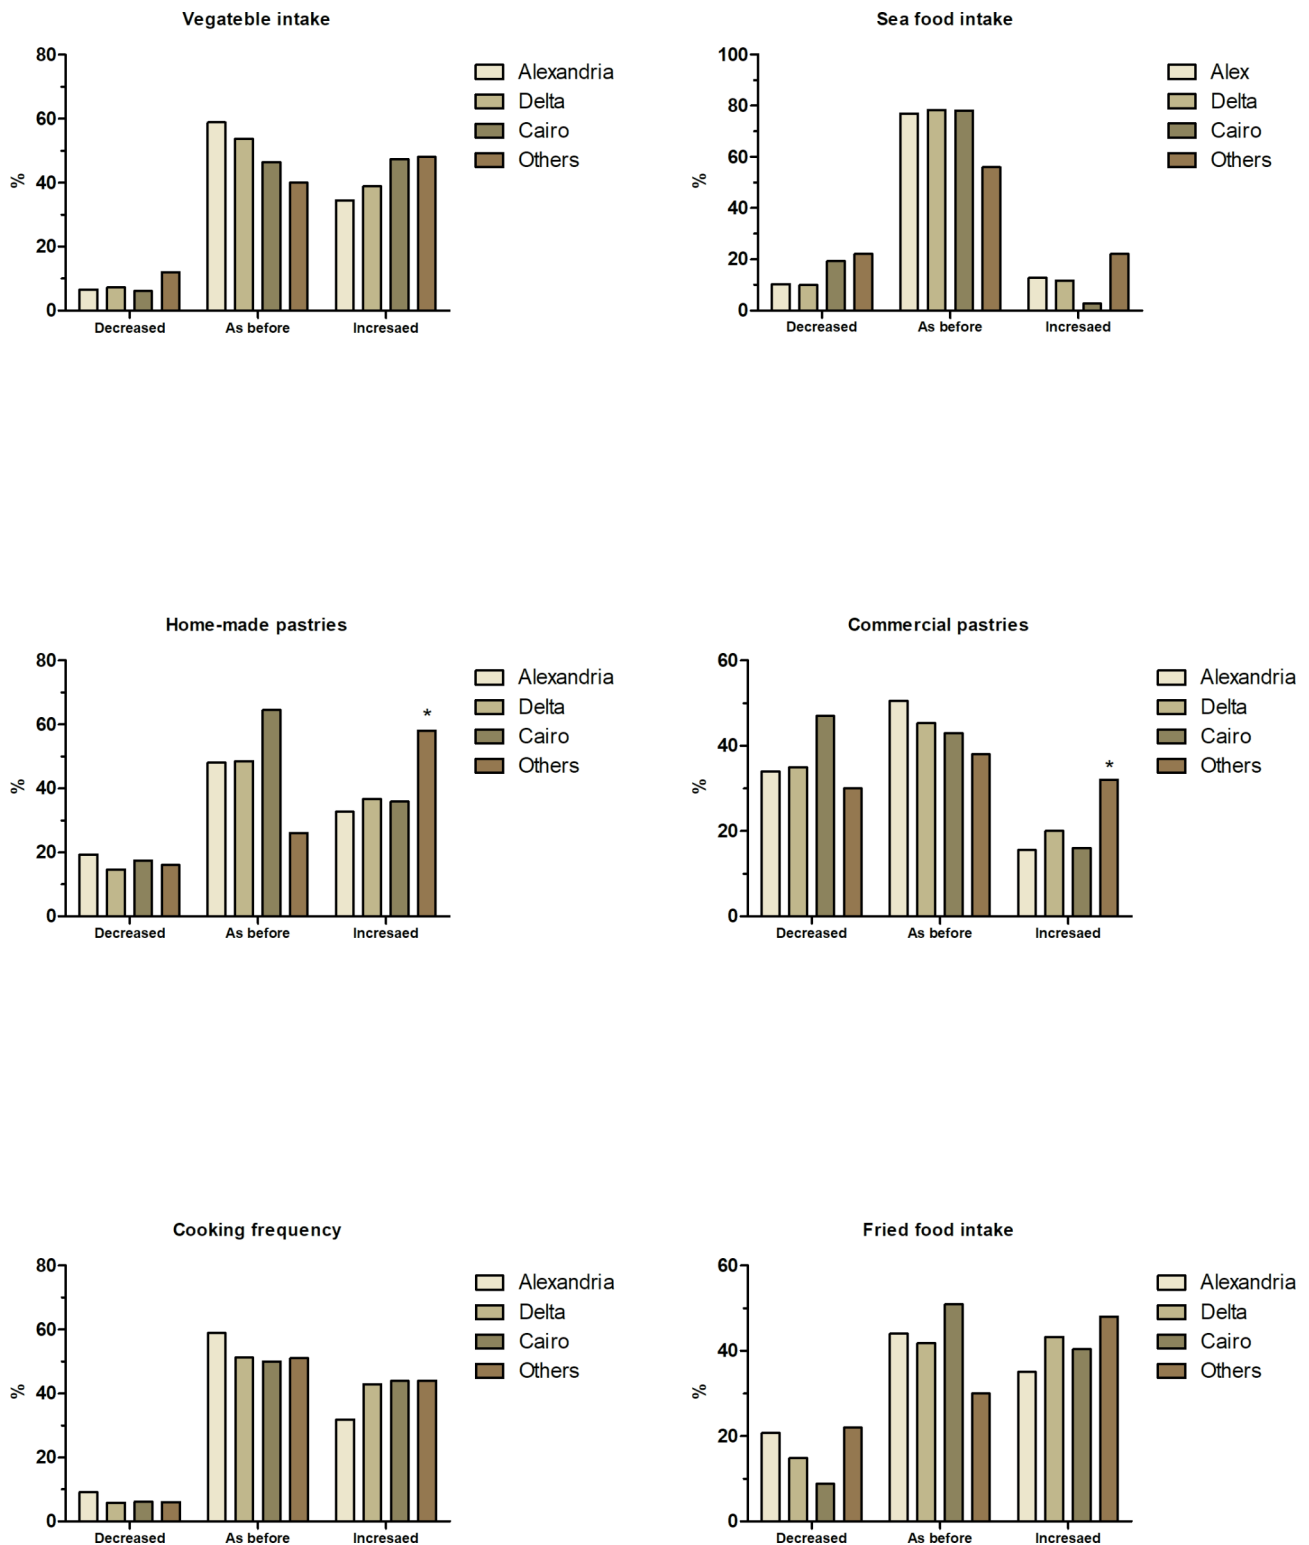 Vegateble intake
80
60
40
20
0
%
Decreased
As before
Incresaed
Alexandria
Delta
Cairo
Others
Sea food intake
100
80
60
40
20
0
%
Decreased
As before
Incresaed
Alex
Delta
Cairo
Others
Home-made pastries
80
60
40
20
0
%
*
Decreased
As before
Incresaed
Alexandria
Delta
Cairo
Others
Commercial pastries
60
40
20
0
%
*
Decreased
As before
Incresaed
Alexandria
Delta
Cairo
Others
Cooking frequency
80
60
40
20
0
%
Decreased
As before
Incresaed
Alexandria
Delta
Cairo
Others
Fried food intake
60
40
20
0
%
Decreased
As before
Incresaed
Alexandria
Delta
Cairo
Others